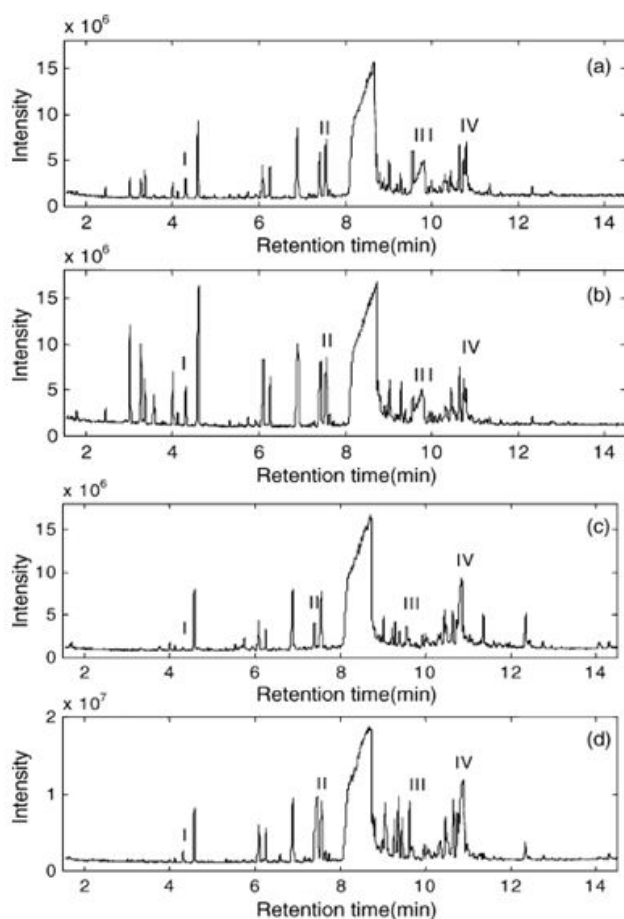 × 10⁶
15
10
5
0
Intensity
I
II
III
IV
(a)
2 4 6 8 10 12 14
Retention time(min)
× 10⁶
15
10
5
0
Intensity
I
II
III
IV
(b)
2 4 6 8 10 12 14
Retention time(min)
× 10⁶
15
10
5
0
Intensity
I
II
III
IV
(c)
2 4 6 8 10 12 14
Retention time(min)
× 10⁷
2
1
0
Intensity
I
II
III
IV
(d)
2 4 6 8 10 12 14
Retention time(min)